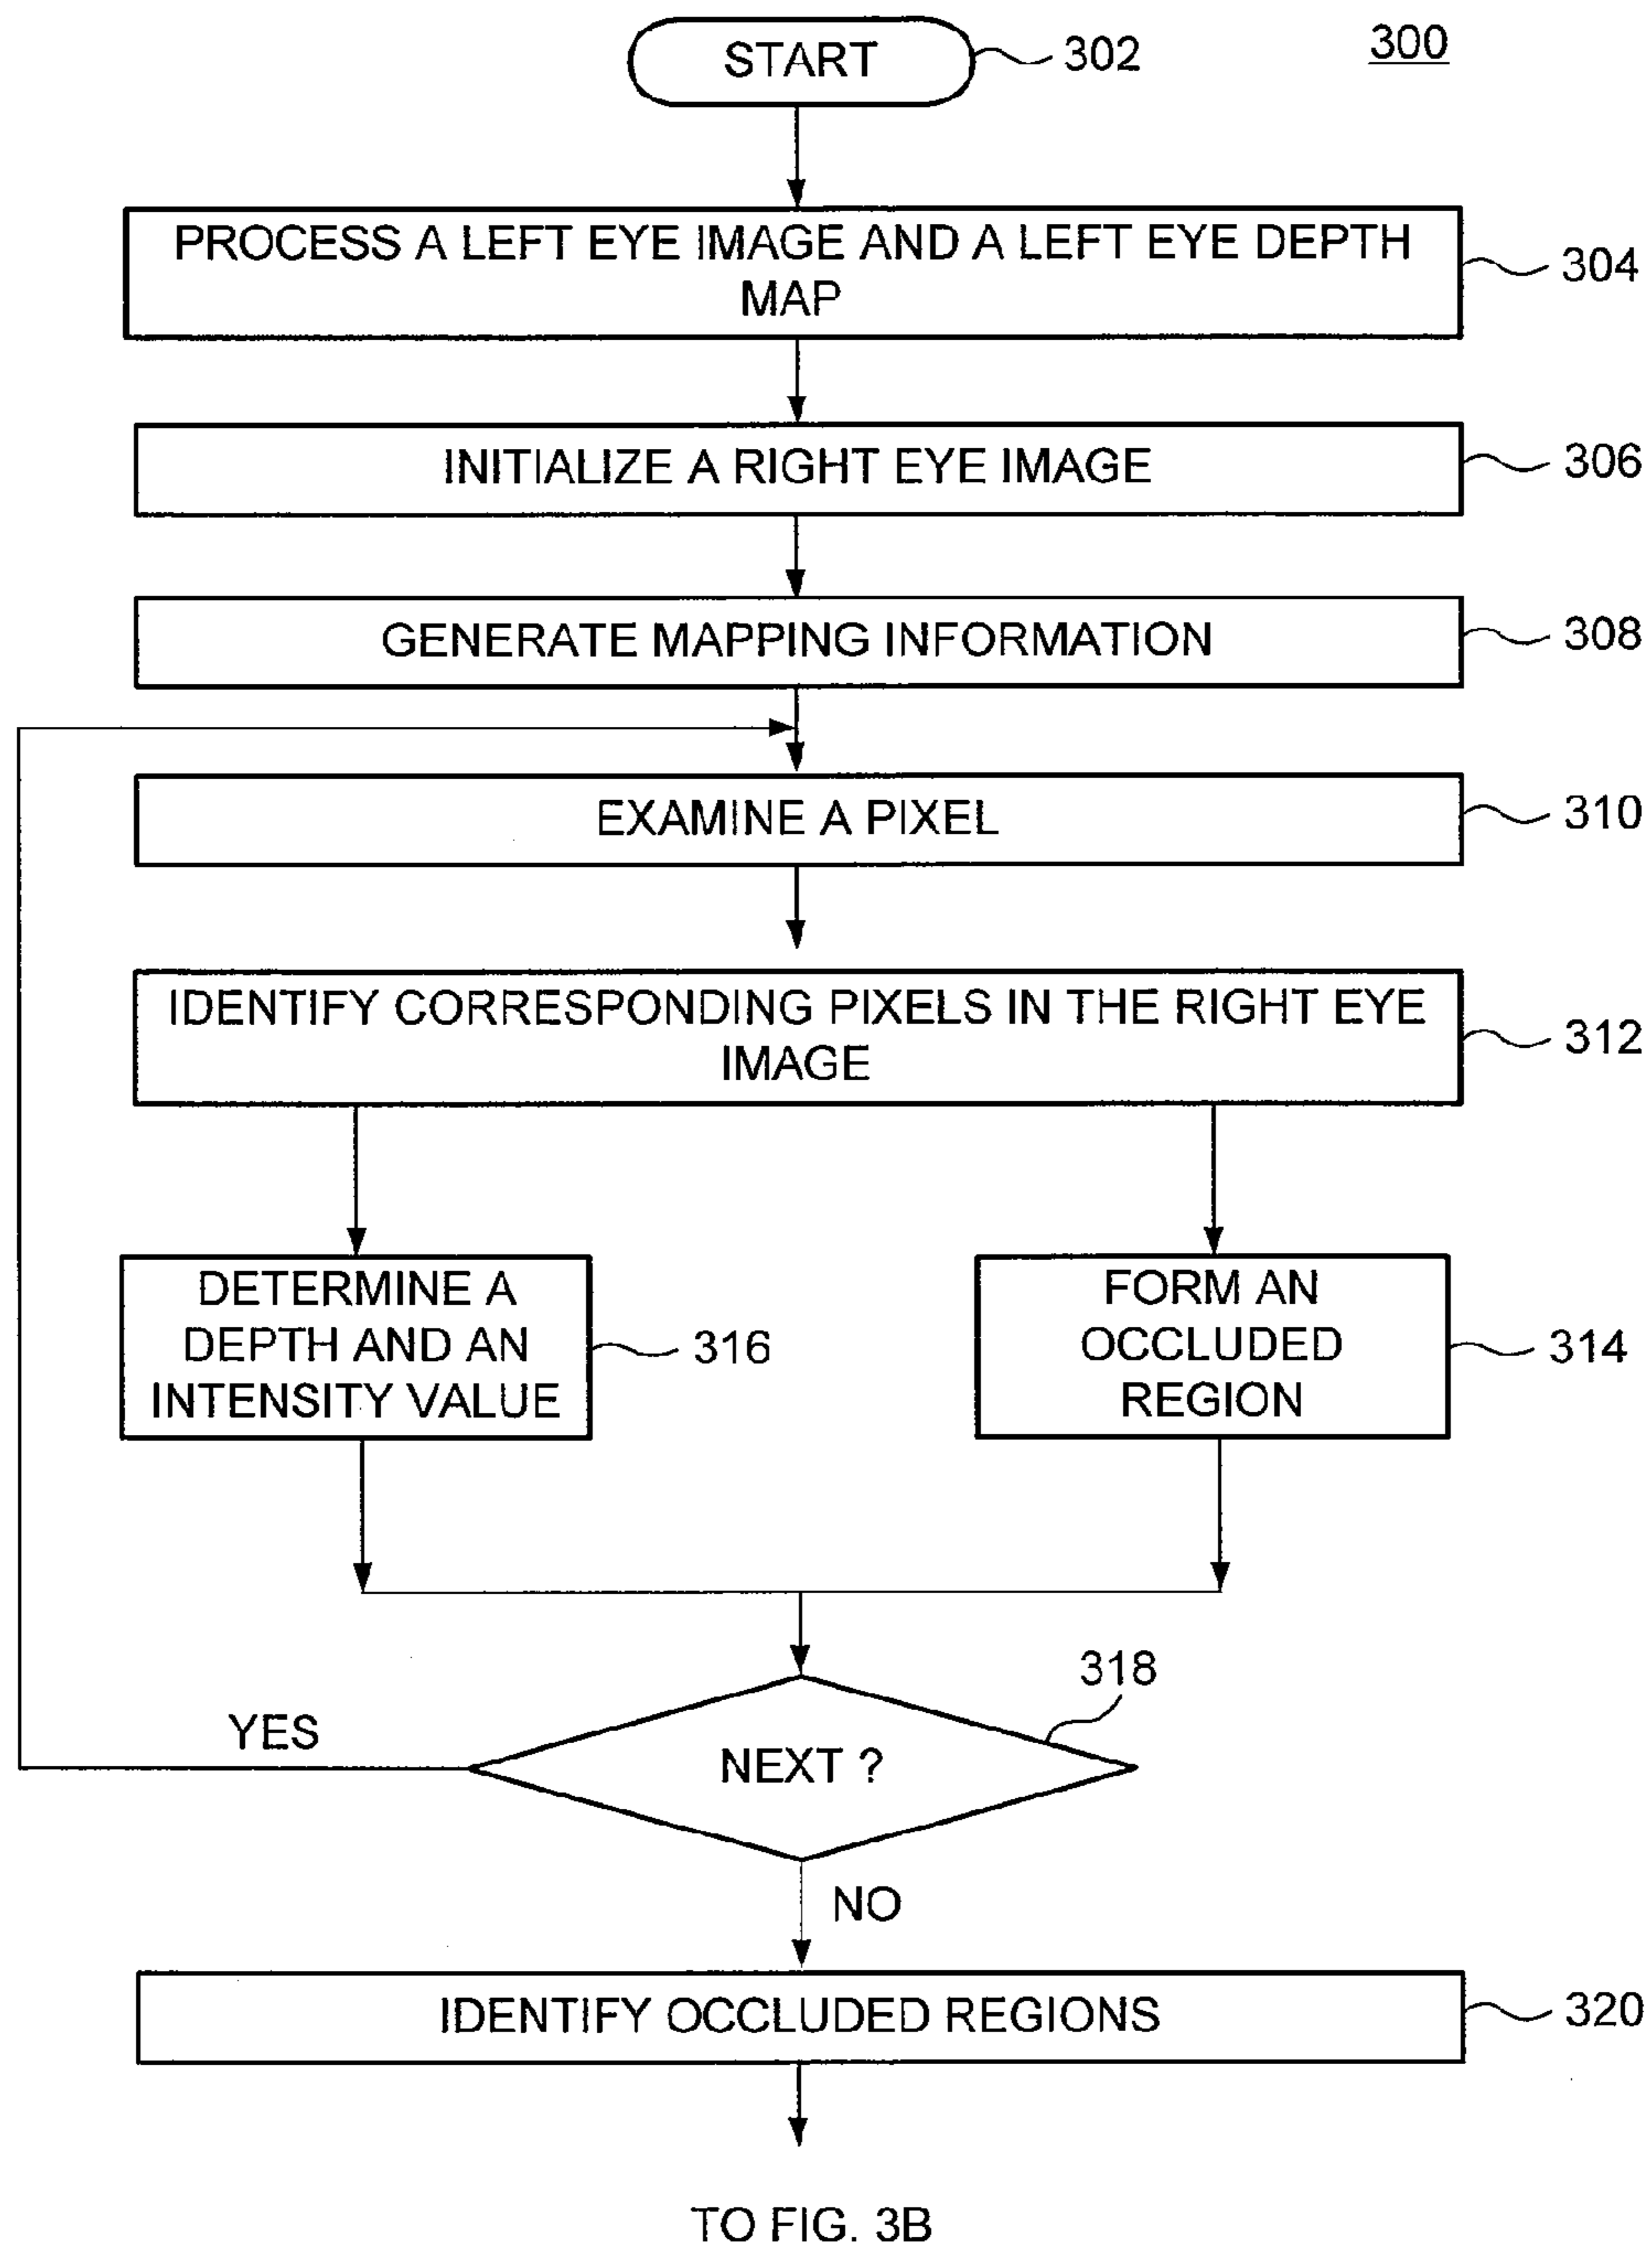 START
302
300
PROCESS A LEFT EYE IMAGE AND A LEFT EYE DEPTH
MAP
304
INITIALIZE A RIGHT EYE IMAGE
306
GENERATE MAPPING INFORMATION
308
EXAMINE A PIXEL
310
IDENTIFY CORRESPONDING PIXELS IN THE RIGHT EYE
IMAGE
312
DETERMINE A
DEPTH AND AN
INTENSITY VALUE
316
FORM AN
OCCLUDED
REGION
314
318
YES
NEXT ?
NO
IDENTIFY OCCLUDED REGIONS
320
TO FIG. 3B